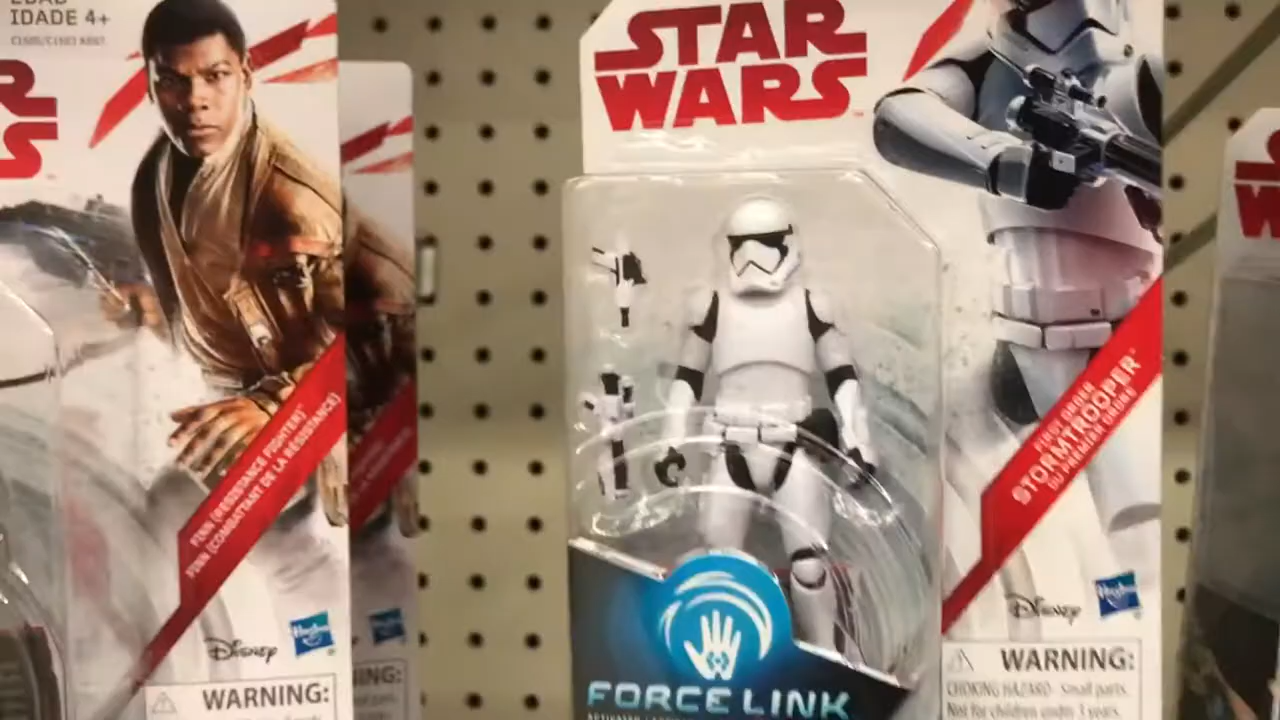 IDADE 4+
FINN (RESISTANCE FIGHTER)
FINN (COMBATTANT DE LA RÉSISTANCE)
Disney
Hasbro
WARNING:
STAR
WARS
FIRST ORDER
STORMTROOPER
DU PREMIER ORDRE
Disney
Hasbro
FORCE LINK
WARNING:
CHOKING HAZARD- Small parts.
Not for children under 3 years.